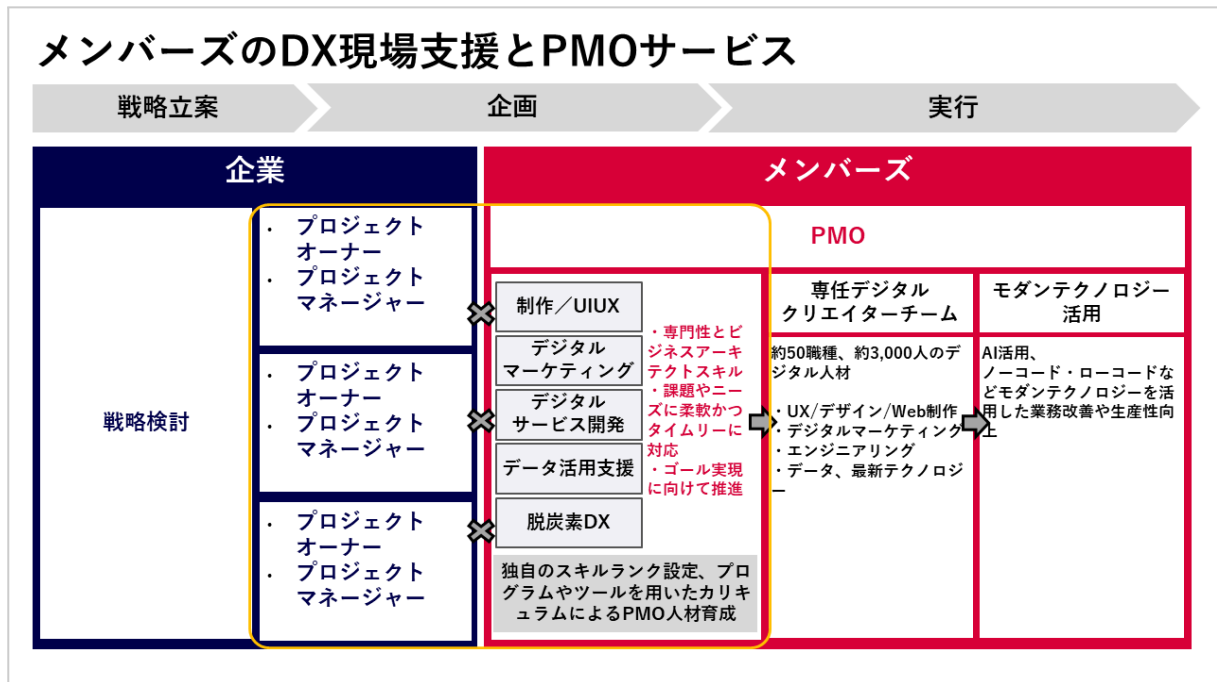 メンバーズのDX現場支援とPMOサービス
戦略立案
企画
実行
企業
メンバーズ
戦略検討
・ プロジェクト
オーナー
・ プロジェクト
マネージャー
・ プロジェクト
オーナー
・ プロジェクト
マネージャー
・ プロジェクト
オーナー
・ プロジェクト
マネージャー
PMO
制作／UIUX
デジタル
マーケティング
デジタル
サービス開発
データ活用支援
脱炭素DX
・専門性とビ
ジネスアーキ
テクトスキル
・課題やニー
ズに柔軟かつ
タイムリーに
対応
・ゴール実現
に向けて推進
独自のスキルランク設定、プロ
グラムやツールを用いたカリキ
ュラムによるPMO人材育成
専任デジタル
クリエイターチーム
約50職種、約3,000人のデ
ジタル人材
・UX/デザイン/Web制作
・デジタルマーケティング
・エンジニアリング
・データ、最新テクノロジ
ー
モダンテクノロジー
活用
AI活用、
ノーコード・ローコードな
どモダンテクノロジーを活
用した業務改善や生産性向
上